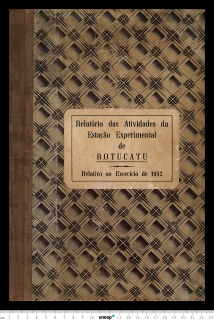 Relatório das Atividades da
Estação Experimental
de
BOTUCATU
Relativo ao Exercício de 1952
unesp